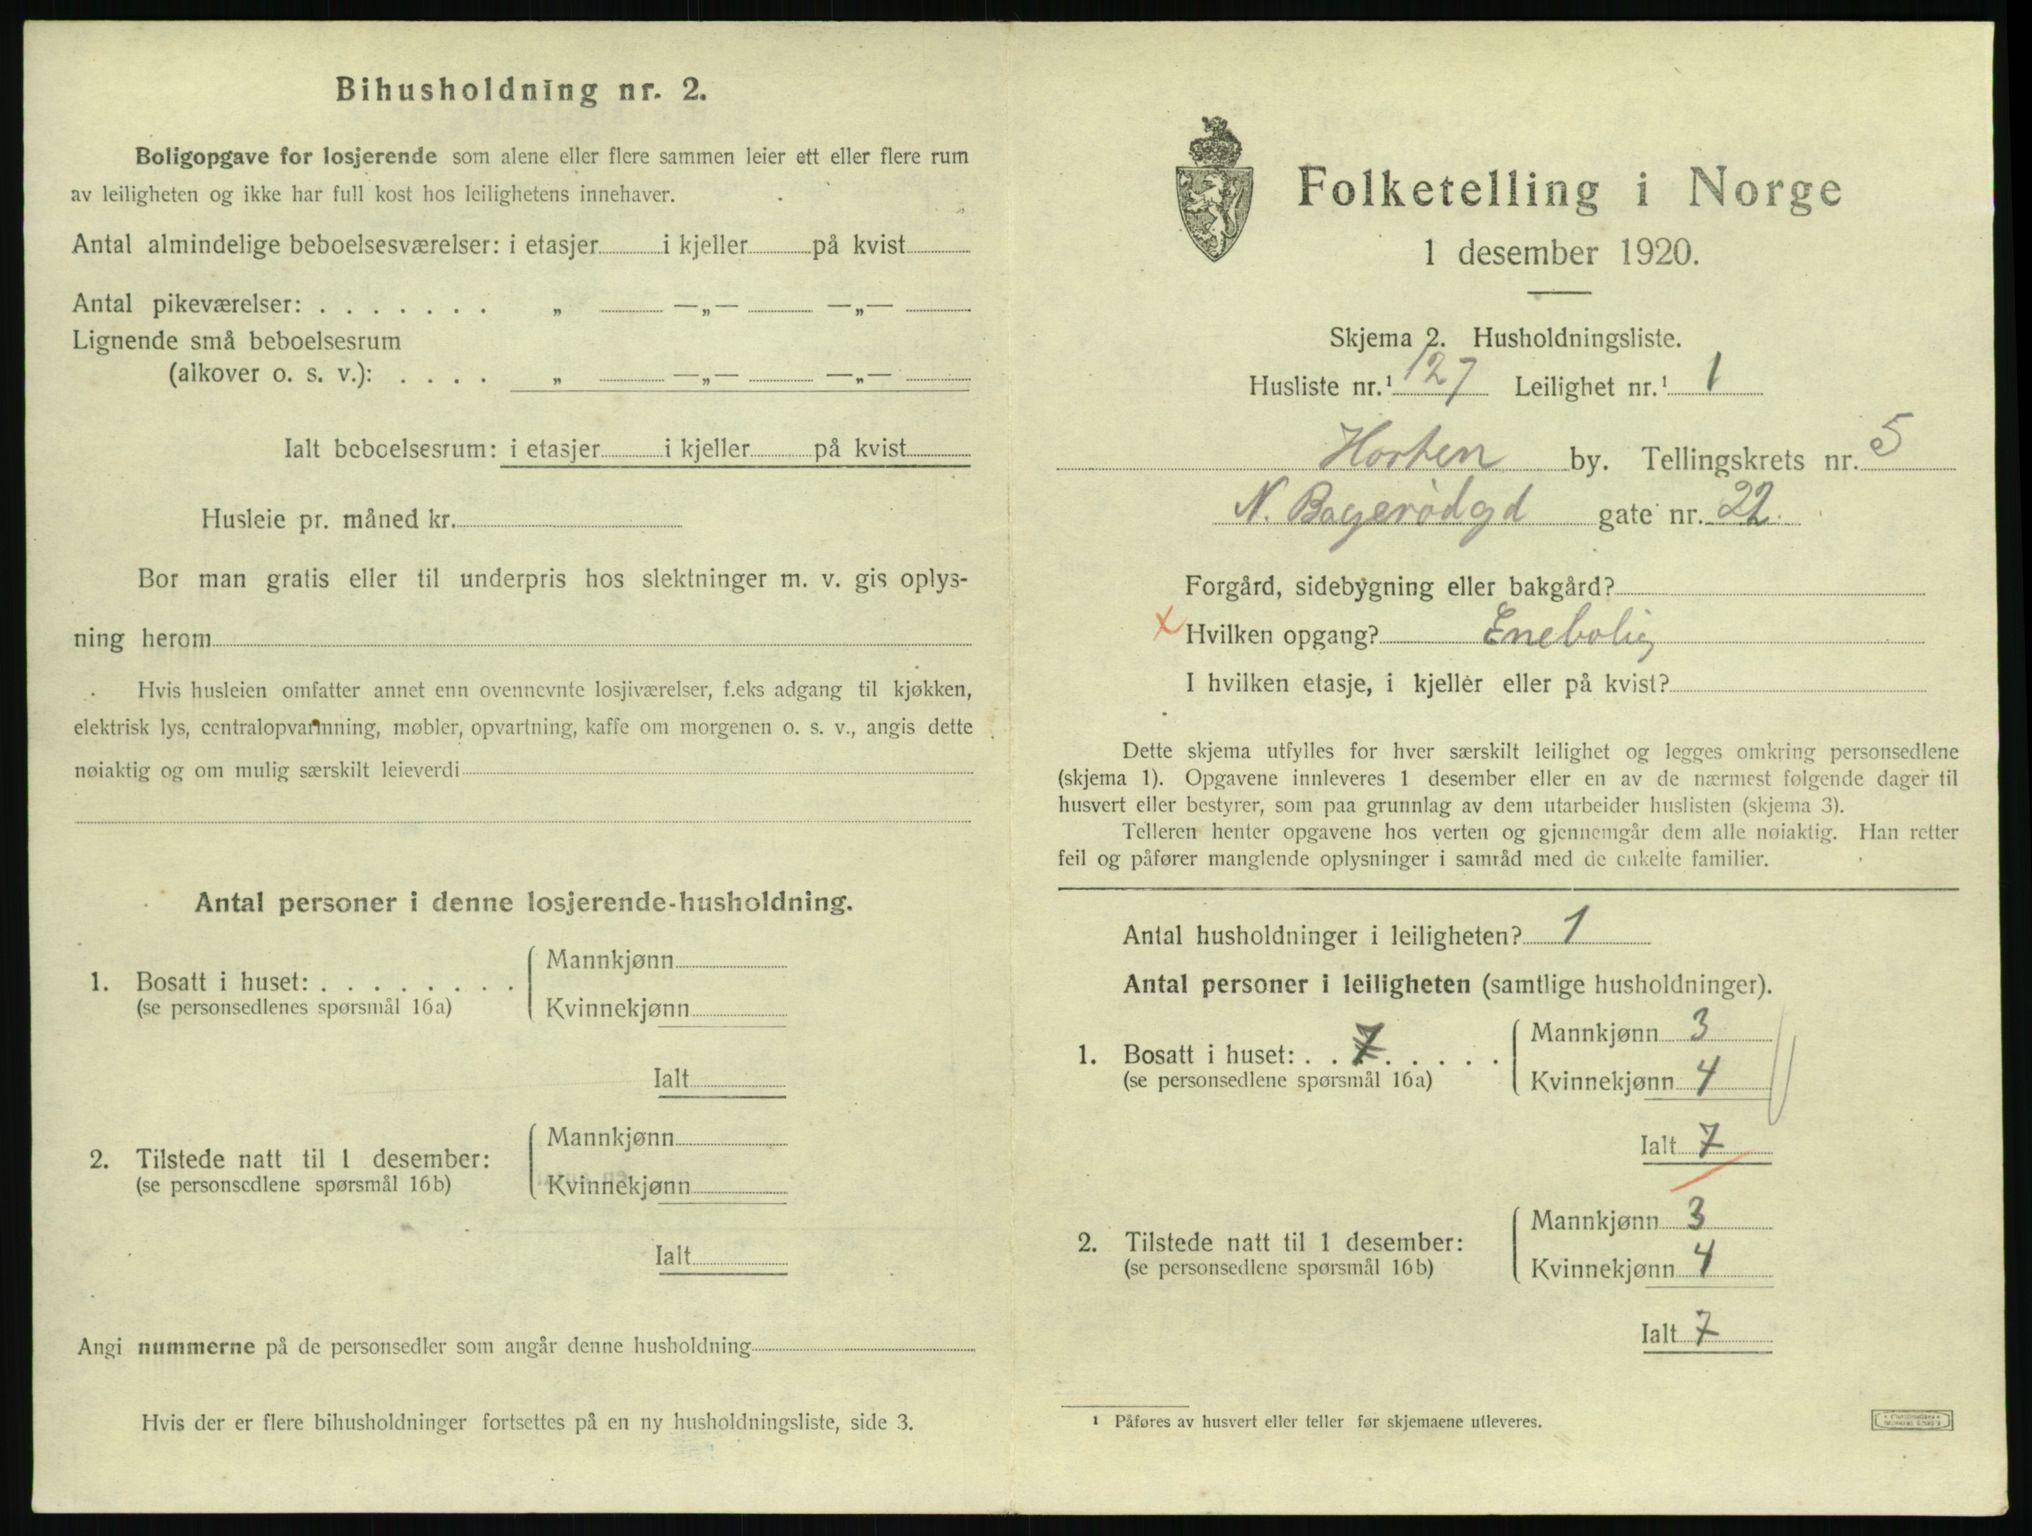 Bihusholdning nr. 2.
Boligopgave for losjerende som alene eller flere sammen leier ett eller flere rum
av leiligheten og ikke har full kost hos leilighetens innehaver.
Antal almindelige beboelsesværelser: i etasjer i kjeller på kvist
Antal pikeværelser: . . . . . . . „ —„— —„—
Lignende små beboelsesrum
(alkover o. s. v.): . . . . „ —„— —„—
Ialt beboelsesrum: i etasjer i kjeller på kvist
Husleie pr. måned kr.
Bor man gratis eller til underpris hos slektninger m. v. gis oplys-
ning herom
Hvis husleien omfatter annet enn ovennevnte losjiværelser, f.eks adgang til kjøkken,
elektrisk lys, centralopvarmning, møbler, opvartning, kaffe om morgenen o. s. v., angis dette
nøiaktig og om mulig særskilt leieverdi
Antal personer i denne losjerende-husholdning.
1. Bosatt i huset: . . . . . . . . Mannkjønn
(se personsedlenes spørsmål 16a) Kvinnekjønn
Ialt
2. Tilstede natt til 1 desember: Mannkjønn
(se personsedlene spørsmål 16b) Kvinnekjønn
Ialt
Angi nummerne på de personsedler som angår denne husholdning
Hvis der er flere bihusholdninger fortsettes på en ny husholdningsliste, side 3.
Folketelling i Norge
1 desember 1920.
Skjema 2. Husholdningsliste.
Husliste nr.¹ 127 Leilighet nr.¹ 1
Horten by. Tellingskrets nr. 5
N. Bagerødgd gate nr. 22.
Forgård, sidebygning eller bakgård?
x Hvilken opgang? Enebolig
I hvilken etasje, i kjeller eller på kvist?
Dette skjema utfylles for hver særskilt leilighet og legges omkring personsedlene
(skjema 1). Opgavene innleveres 1 desember eller en av de nærmest følgende dager til
husvert eller bestyrer, som paa grunnlag av dem utarbeider huslisten (skjema 3).
Telleren henter opgavene hos verten og gjennemgår dem alle nøiaktig. Han retter
feil og påfører manglende oplysninger i samråd med de enkelte familier.
Antal husholdninger i leiligheten? 1
Antal personer i leiligheten (samtlige husholdninger).
1. Bosatt i huset: . . 7 . . . . . Mannkjønn 3
(se personsedlene spørsmål 16a) Kvinnekjønn 4
Ialt 7
2. Tilstede natt til 1 desember: Mannkjønn 3
(se personsedlene spørsmål 16b) Kvinnekjønn 4
Ialt 7
¹ Påføres av husvert eller teller før skjemaene utleveres.